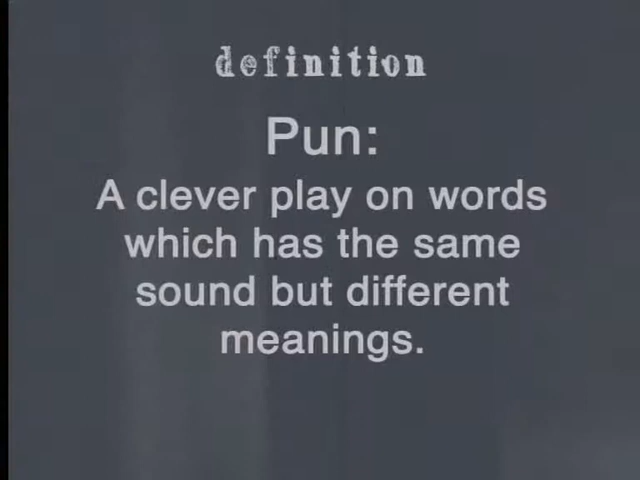 definition
Pun:
A clever play on words
which has the same
sound but different
meanings.